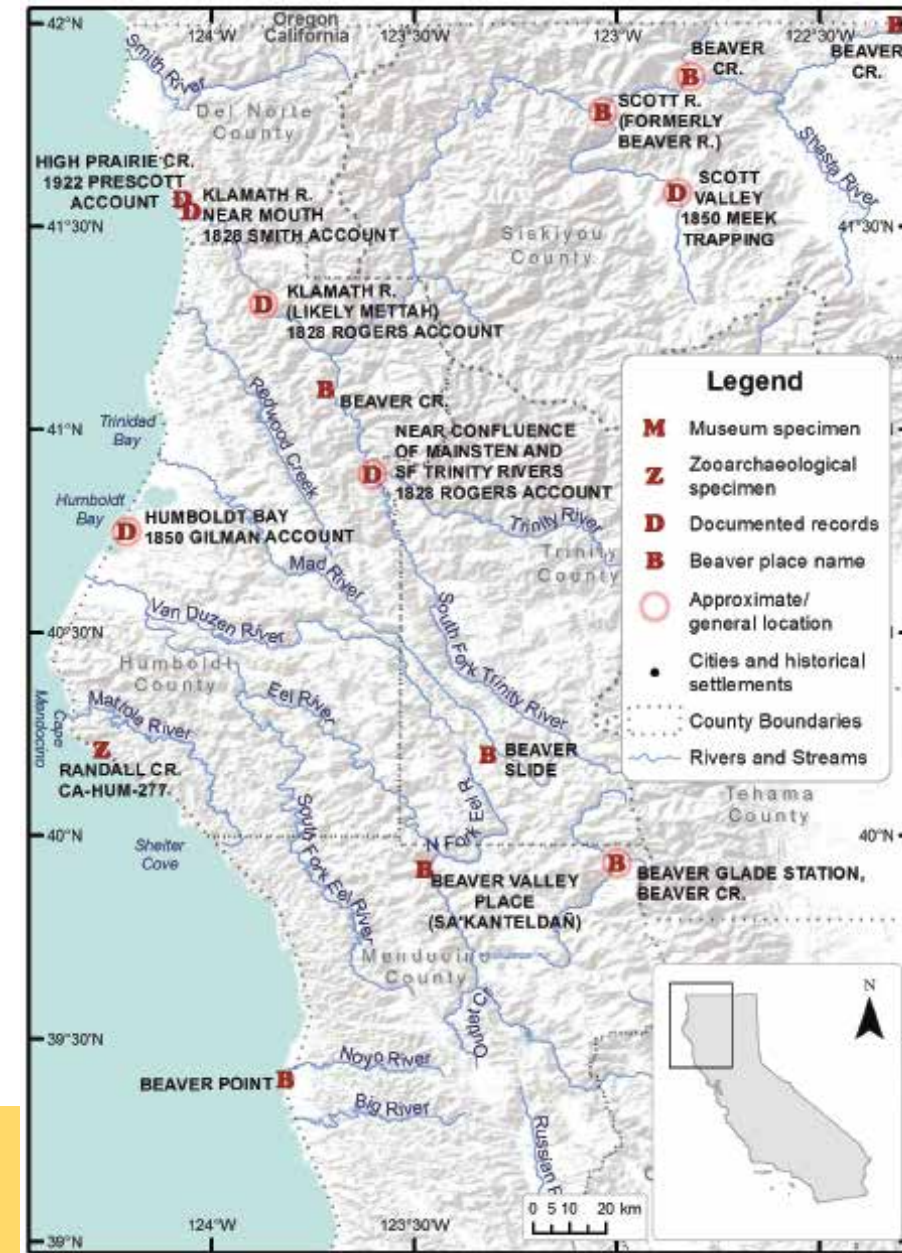 42°N
124°W
Oregon
California
123°30'W
123°W
122°30'W
Smith River
Del Norte
County
BEAVER
CR.
BEAVER
CR.
SCOTT R.
(FORMERLY
BEAVER R.)
Shasta River
HIGH PRAIRIE CR.
1922 PRESCOTT
ACCOUNT
KLAMATH R.
NEAR MOUTH
1828 SMITH ACCOUNT
SCOTT
VALLEY
1850 MEEK
TRAPPING
B
B
B
D
D
D
41°30'N
41°30'N
Siskiyou
County
D
KLAMATH R.
(LIKELY METTAH)
1828 ROGERS ACCOUNT
Redwood Creek
B
BEAVER CR.
41°N
Trinidad
Bay
NEAR CONFLUENCE
OF MAINSTEN AND
SF TRINITY RIVERS
1828 ROGERS ACCOUNT
D
Trinity River
Trinity
County
Humboldt
Bay
D
HUMBOLDT BAY
1850 GILMAN ACCOUNT
Mad River
Van Duzen River
South Fork Trinity River
40°30'N
Humboldt
County
Eel River
Mattole River
Cape
Mendocino
Z
RANDALL CR.
CA-HUM-277
B
BEAVER
SLIDE
Legend
M Museum specimen
Z Zooarchaeological
specimen
D Documented records
B Beaver place name
Approximate/
general location
Cities and historical
settlements
County Boundaries
Rivers and Streams
Tehama
County
40°N
40°N
Shelter
Cove
South Fork Eel River
N Fork Eel R.
B
BEAVER VALLEY
PLACE
(SA'KANTELDAÑ)
B
BEAVER GLADE STATION,
BEAVER CR.
Mendocino
County
39°30'N
Noyo River
BEAVER POINT B
Big River
N
0 5 10 20 km
39°N
124°W
123°30'W